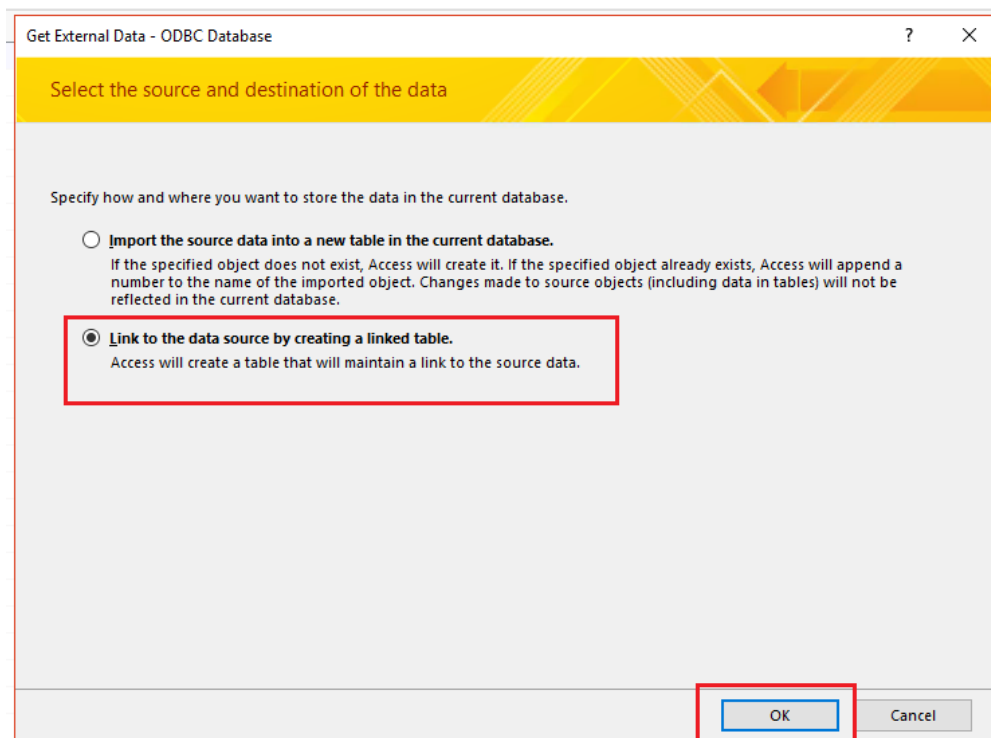 Get External Data - ODBC Database
?
Select the source and destination of the data
Specify how and where you want to store the data in the current database.
Import the source data into a new table in the current database.
If the specified object does not exist, Access will create it. If the specified object already exists, Access will append a
number to the name of the imported object. Changes made to source objects (including data in tables) will not be
reflected in the current database.
Link to the data source by creating a linked table.
Access will create a table that will maintain a link to the source data.
OK
Cancel